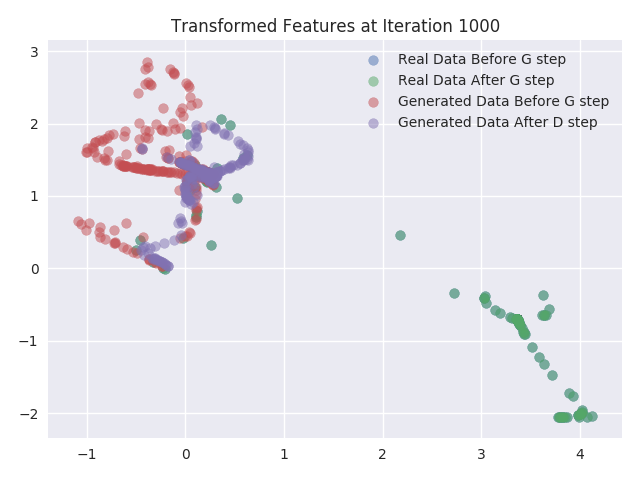 Transformed Features at Iteration 1000
Real Data Before G step
Real Data After G step
Generated Data Before G step
Generated Data After D step
3
2
1
0
−1
−2
−1
0
1
2
3
4